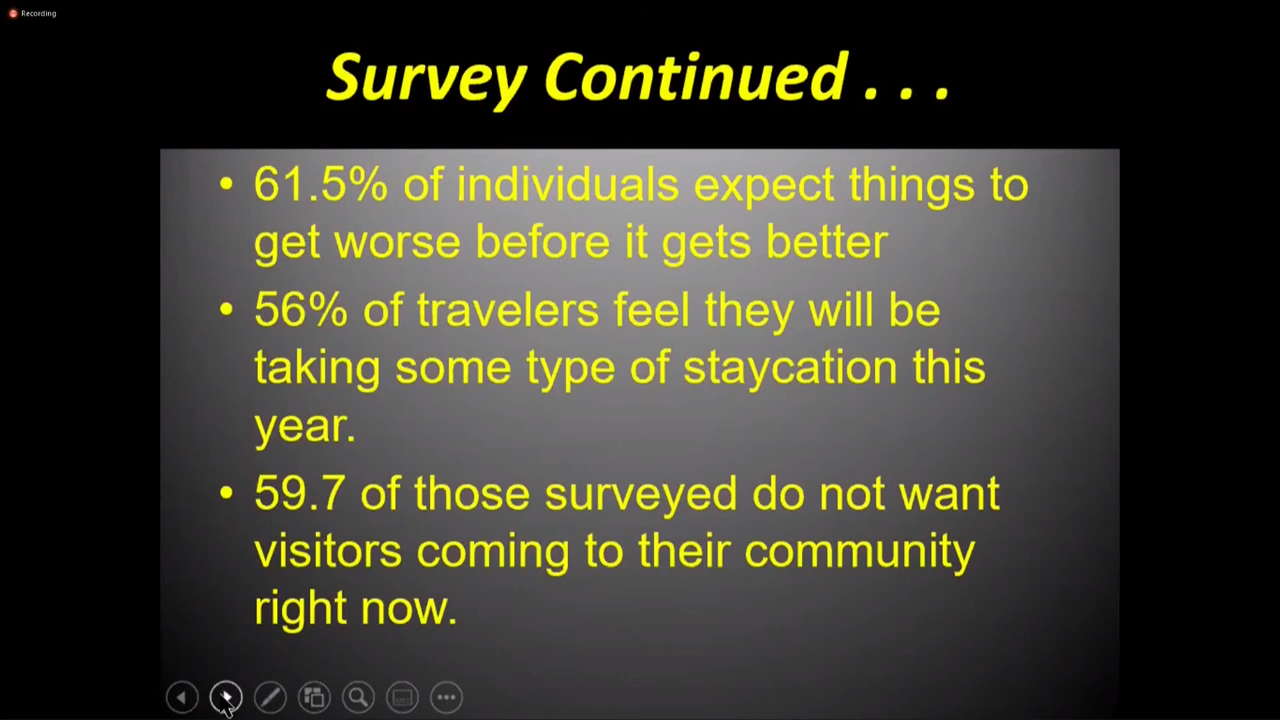 Recording
Survey Continued . . .
• 61.5% of individuals expect things to
get worse before it gets better
• 56% of travelers feel they will be
taking some type of staycation this
year.
• 59.7 of those surveyed do not want
visitors coming to their community
right now.